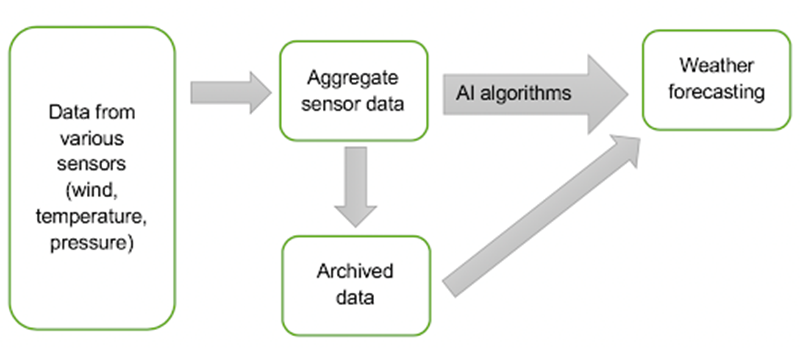 Data from
various
sensors
(wind,
temperature,
pressure)
Aggregate
sensor data
AI algorithms
Weather
forecasting
Archived
data